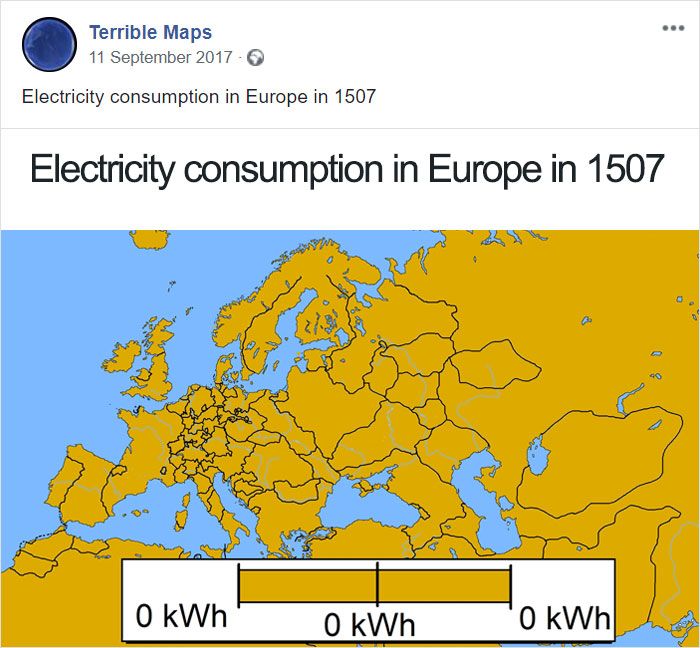 Terrible Maps
11 September 2017 ·
Electricity consumption in Europe in 1507
Electricity consumption in Europe in 1507
0 kWh
0 kWh
0 kWh